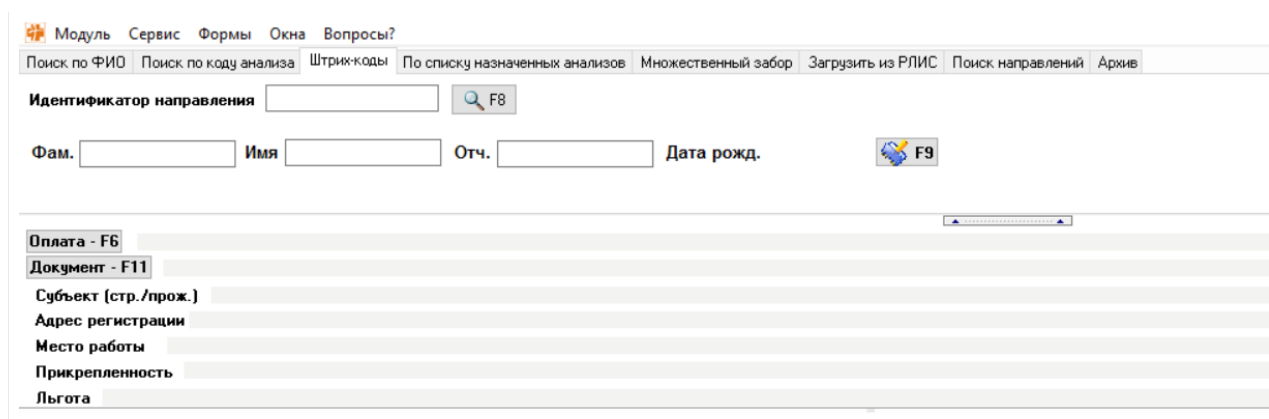 Модуль Сервис Формы Окна Вопросы?
Поиск по ФИО Поиск по коду анализа Штрих-коды По списку назначенных анализов Множественный забор Загрузить из РЛИС Поиск направлений Архив
Идентификатор направления F8
Фам. Имя Отч. Дата рожд. F9
Оплата - F6
Документ - F11
Субъект (стр./прож.)
Адрес регистрации
Место работы
Прикрепленность
Льгота